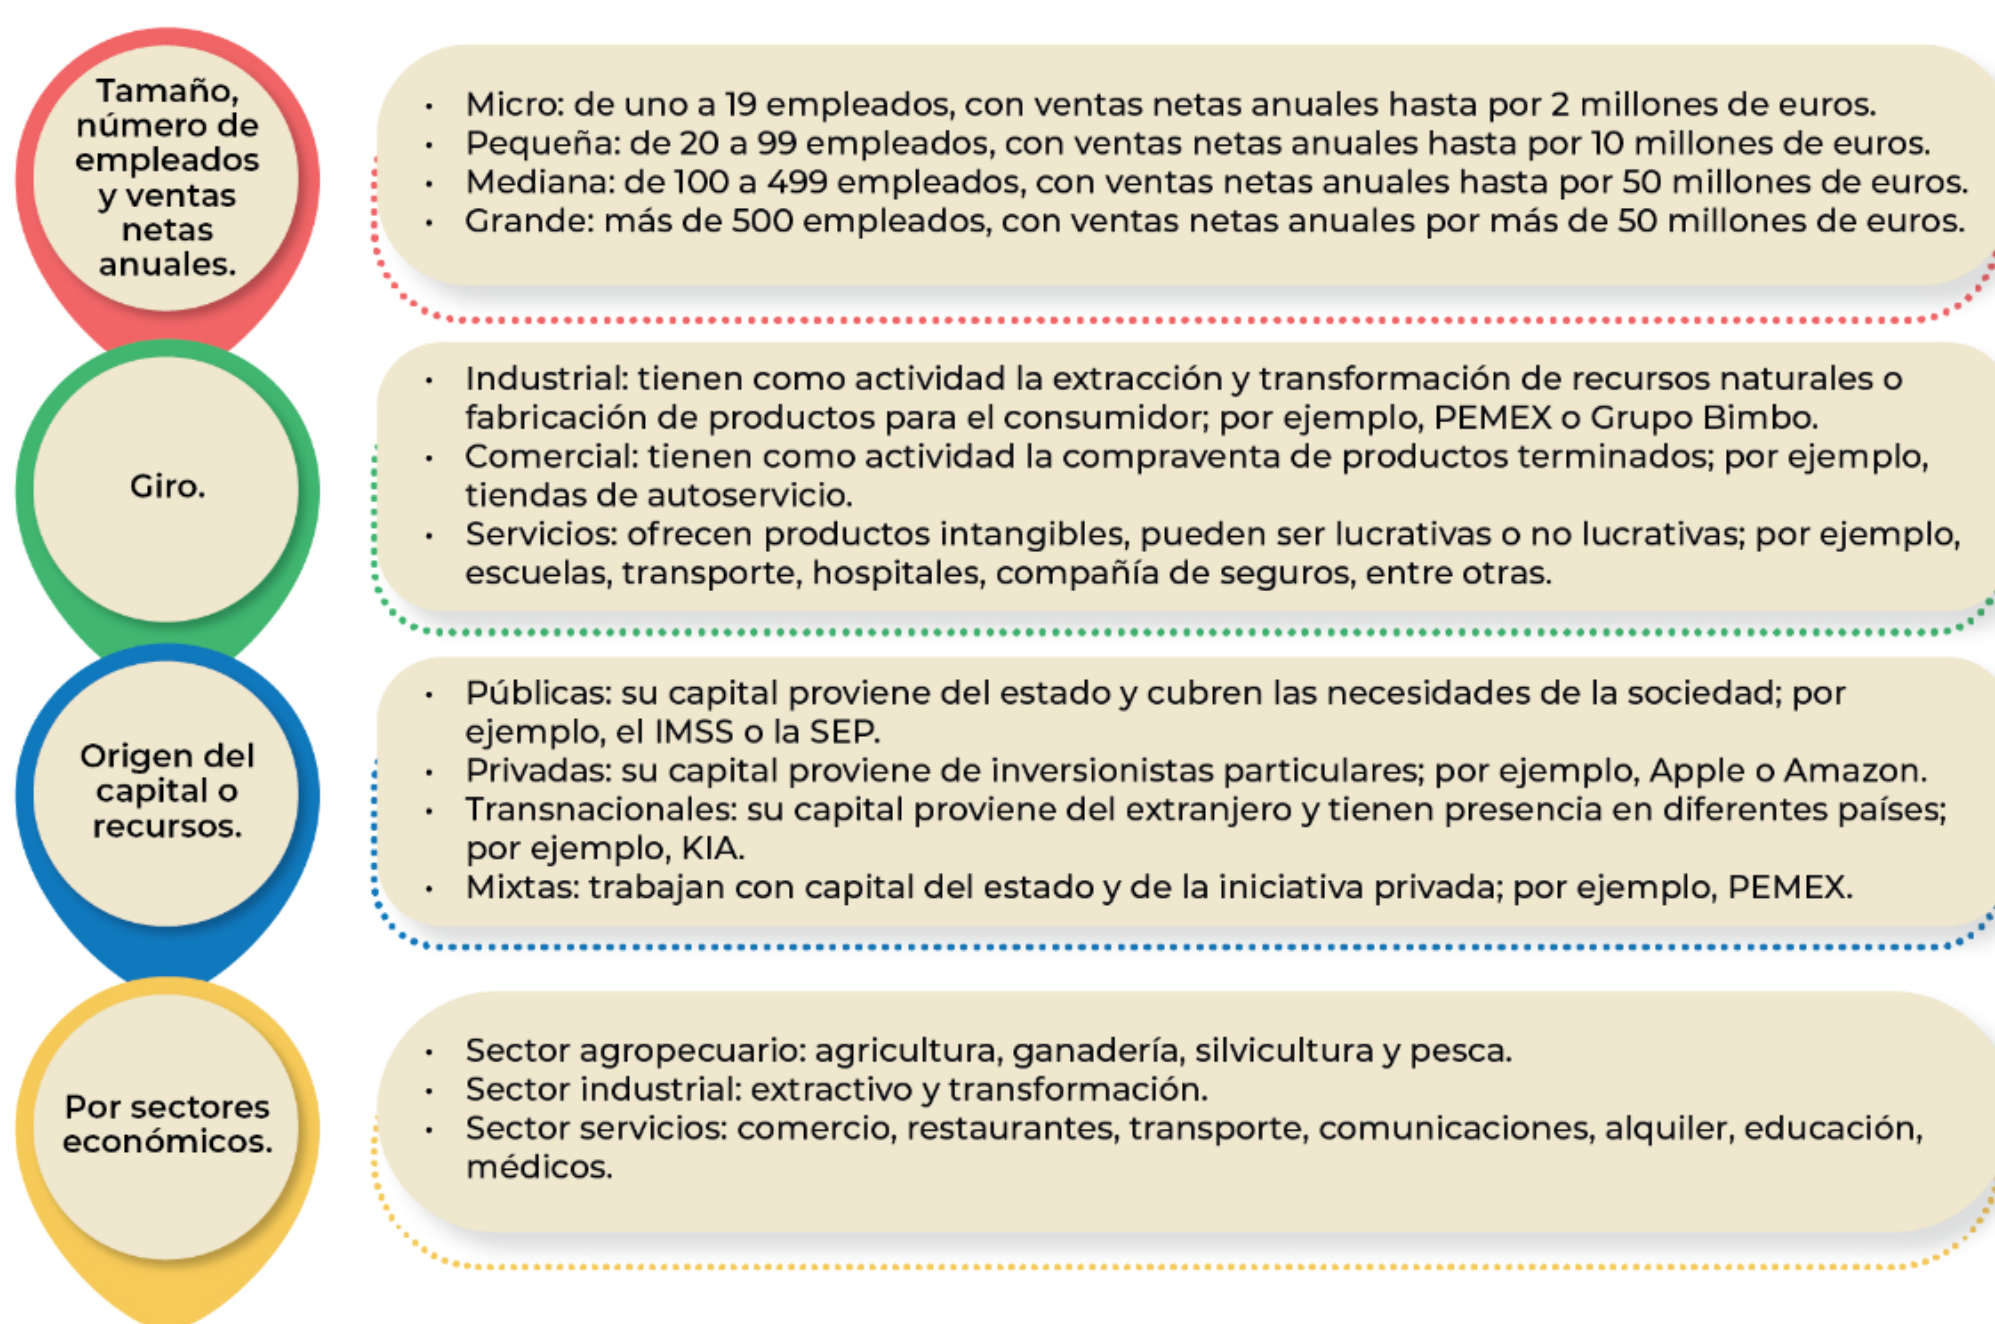 Tamaño,
número de
empleados
y ventas
netas
anuales.
• Micro: de uno a 19 empleados, con ventas netas anuales hasta por 2 millones de euros.
• Pequeña: de 20 a 99 empleados, con ventas netas anuales hasta por 10 millones de euros.
• Mediana: de 100 a 499 empleados, con ventas netas anuales hasta por 50 millones de euros.
• Grande: más de 500 empleados, con ventas netas anuales por más de 50 millones de euros.
Giro.
• Industrial: tienen como actividad la extracción y transformación de recursos naturales o
fabricación de productos para el consumidor; por ejemplo, PEMEX o Grupo Bimbo.
• Comercial: tienen como actividad la compraventa de productos terminados; por ejemplo,
tiendas de autoservicio.
• Servicios: ofrecen productos intangibles, pueden ser lucrativas o no lucrativas; por ejemplo,
escuelas, transporte, hospitales, compañía de seguros, entre otras.
Origen del
capital o
recursos.
• Públicas: su capital proviene del estado y cubren las necesidades de la sociedad; por
ejemplo, el IMSS o la SEP.
• Privadas: su capital proviene de inversionistas particulares; por ejemplo, Apple o Amazon.
• Transnacionales: su capital proviene del extranjero y tienen presencia en diferentes países;
por ejemplo, KIA.
• Mixtas: trabajan con capital del estado y de la iniciativa privada; por ejemplo, PEMEX.
Por sectores
económicos.
• Sector agropecuario: agricultura, ganadería, silvicultura y pesca.
• Sector industrial: extractivo y transformación.
• Sector servicios: comercio, restaurantes, transporte, comunicaciones, alquiler, educación,
médicos.